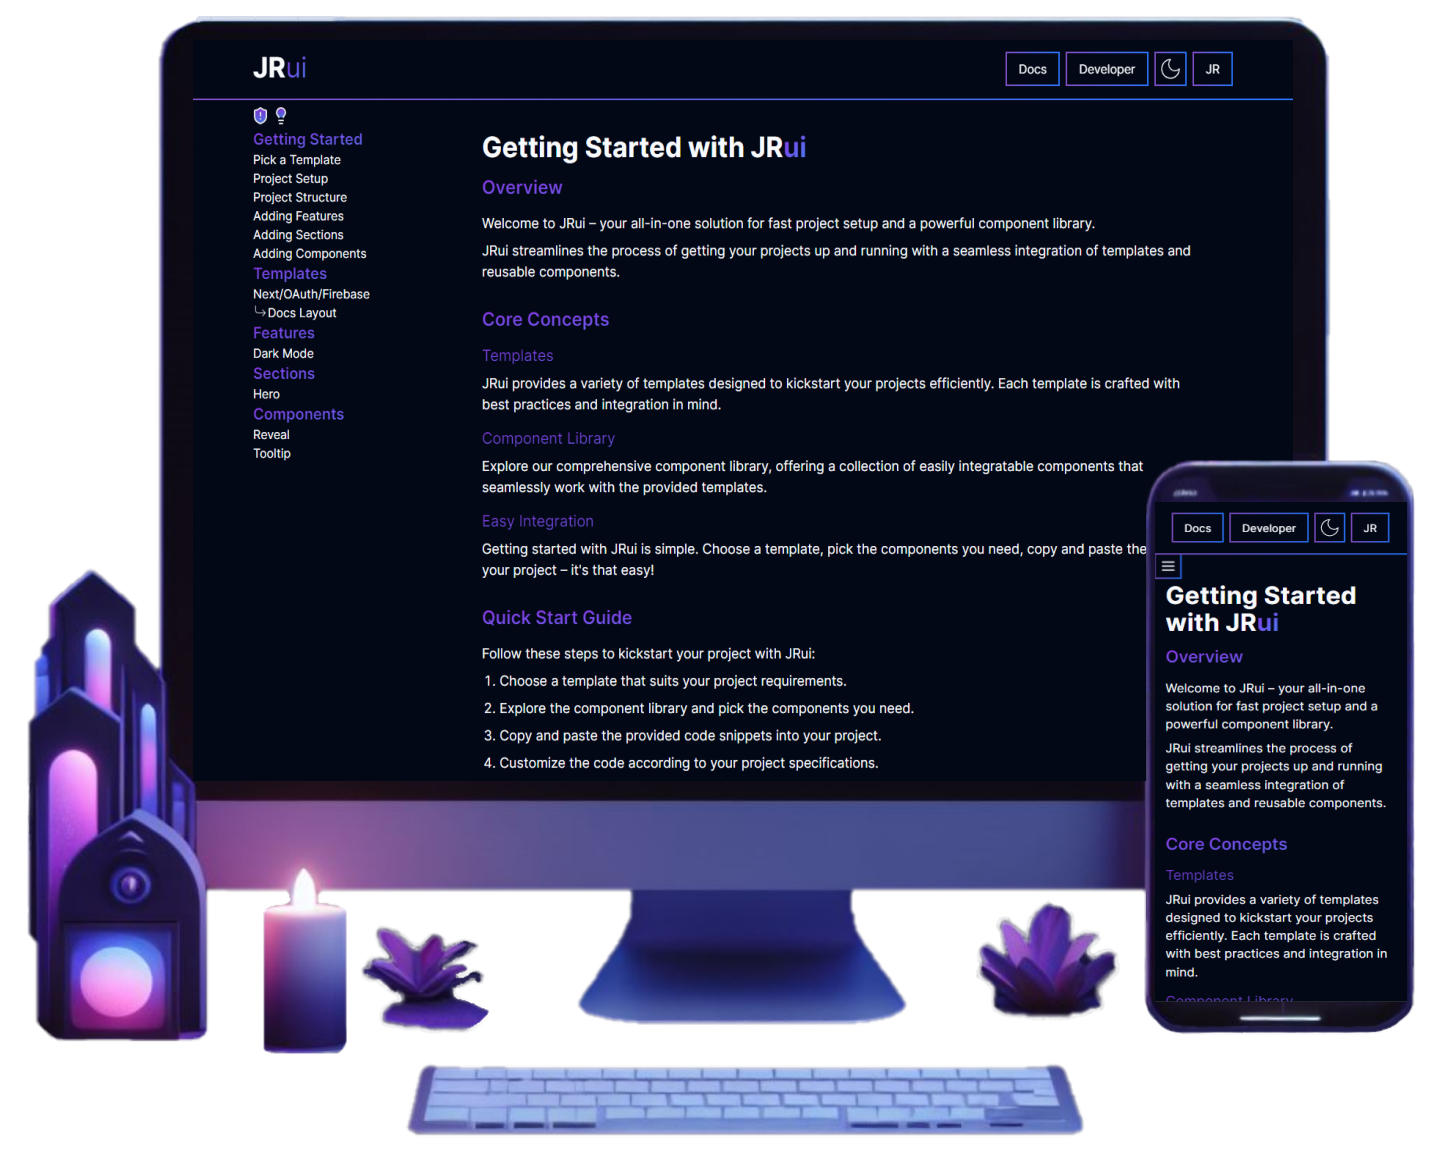 JRui
Docs
Developer
JR
Getting Started
Pick a Template
Project Setup
Project Structure
Adding Features
Adding Sections
Adding Components
Templates
Next/OAuth/Firebase
Docs Layout
Features
Dark Mode
Sections
Hero
Components
Reveal
Tooltip
Getting Started with JRui
Overview
Welcome to JRui – your all-in-one solution for fast project setup and a powerful component library.
JRui streamlines the process of getting your projects up and running with a seamless integration of templates and
reusable components.
Core Concepts
Templates
JRui provides a variety of templates designed to kickstart your projects efficiently. Each template is crafted with
best practices and integration in mind.
Component Library
Explore our comprehensive component library, offering a collection of easily integratable components that
seamlessly work with the provided templates.
Easy Integration
Getting started with JRui is simple. Choose a template, pick the components you need, copy and paste the
your project – it's that easy!
Quick Start Guide
Follow these steps to kickstart your project with JRui:
1. Choose a template that suits your project requirements.
2. Explore the component library and pick the components you need.
3. Copy and paste the provided code snippets into your project.
4. Customize the code according to your project specifications.
Docs
Developer
JR
Getting Started
with JRui
Overview
Welcome to JRui – your all-in-one
solution for fast project setup and a
powerful component library.
JRui streamlines the process of
getting your projects up and running
with a seamless integration of
templates and reusable components.
Core Concepts
Templates
JRui provides a variety of templates
designed to kickstart your projects
efficiently. Each template is crafted
with best practices and integration in
mind.
Component Library